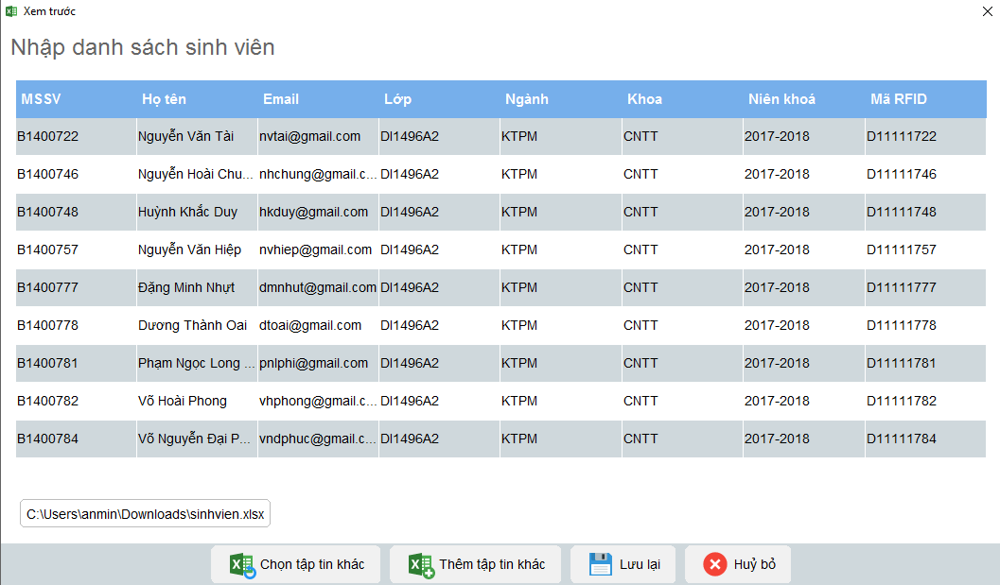 Xem trước
Nhập danh sách sinh viên
MSSV Họ tên Email Lớp Ngành Khoa Niên khoá Mã RFID
B1400722 Nguyễn Văn Tài nvtai@gmail.com DI1496A2 KTPM CNTT 2017-2018 D11111722
B1400746 Nguyễn Hoài Chu... nhchung@gmail.c... DI1496A2 KTPM CNTT 2017-2018 D11111746
B1400748 Huỳnh Khắc Duy hkduy@gmail.com DI1496A2 KTPM CNTT 2017-2018 D11111748
B1400757 Nguyễn Văn Hiệp nvhiep@gmail.com DI1496A2 KTPM CNTT 2017-2018 D11111757
B1400777 Đặng Minh Nhựt dmnhut@gmail.com DI1496A2 KTPM CNTT 2017-2018 D11111777
B1400778 Dương Thành Oai dtoai@gmail.com DI1496A2 KTPM CNTT 2017-2018 D11111778
B1400781 Phạm Ngọc Long ... pnlphi@gmail.com DI1496A2 KTPM CNTT 2017-2018 D11111781
B1400782 Võ Hoài Phong vhphong@gmail.c... DI1496A2 KTPM CNTT 2017-2018 D11111782
B1400784 Võ Nguyễn Đại P... vndphuc@gmail.c... DI1496A2 KTPM CNTT 2017-2018 D11111784
C:\Users\anmin\Downloads\sinhvien.xlsx
Chọn tập tin khác Thêm tập tin khác Lưu lại Huỷ bỏ